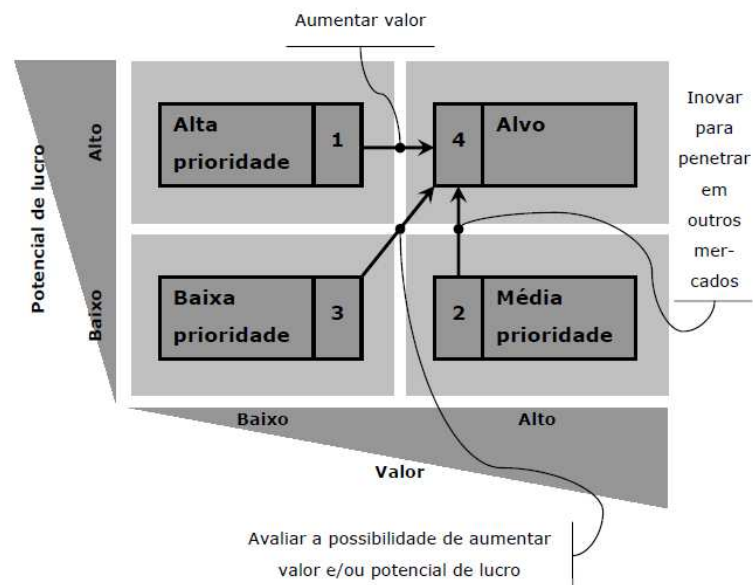 Aumentar valor
Potencial de lucro
Alto
Baixo
Alta
prioridade
1
4
Alvo
Baixa
prioridade
3
2
Média
prioridade
Inovar
para
penetrar
em
outros
mer-
cados
Baixo
Alto
Valor
Avaliar a possibilidade de aumentar
valor e/ou potencial de lucro